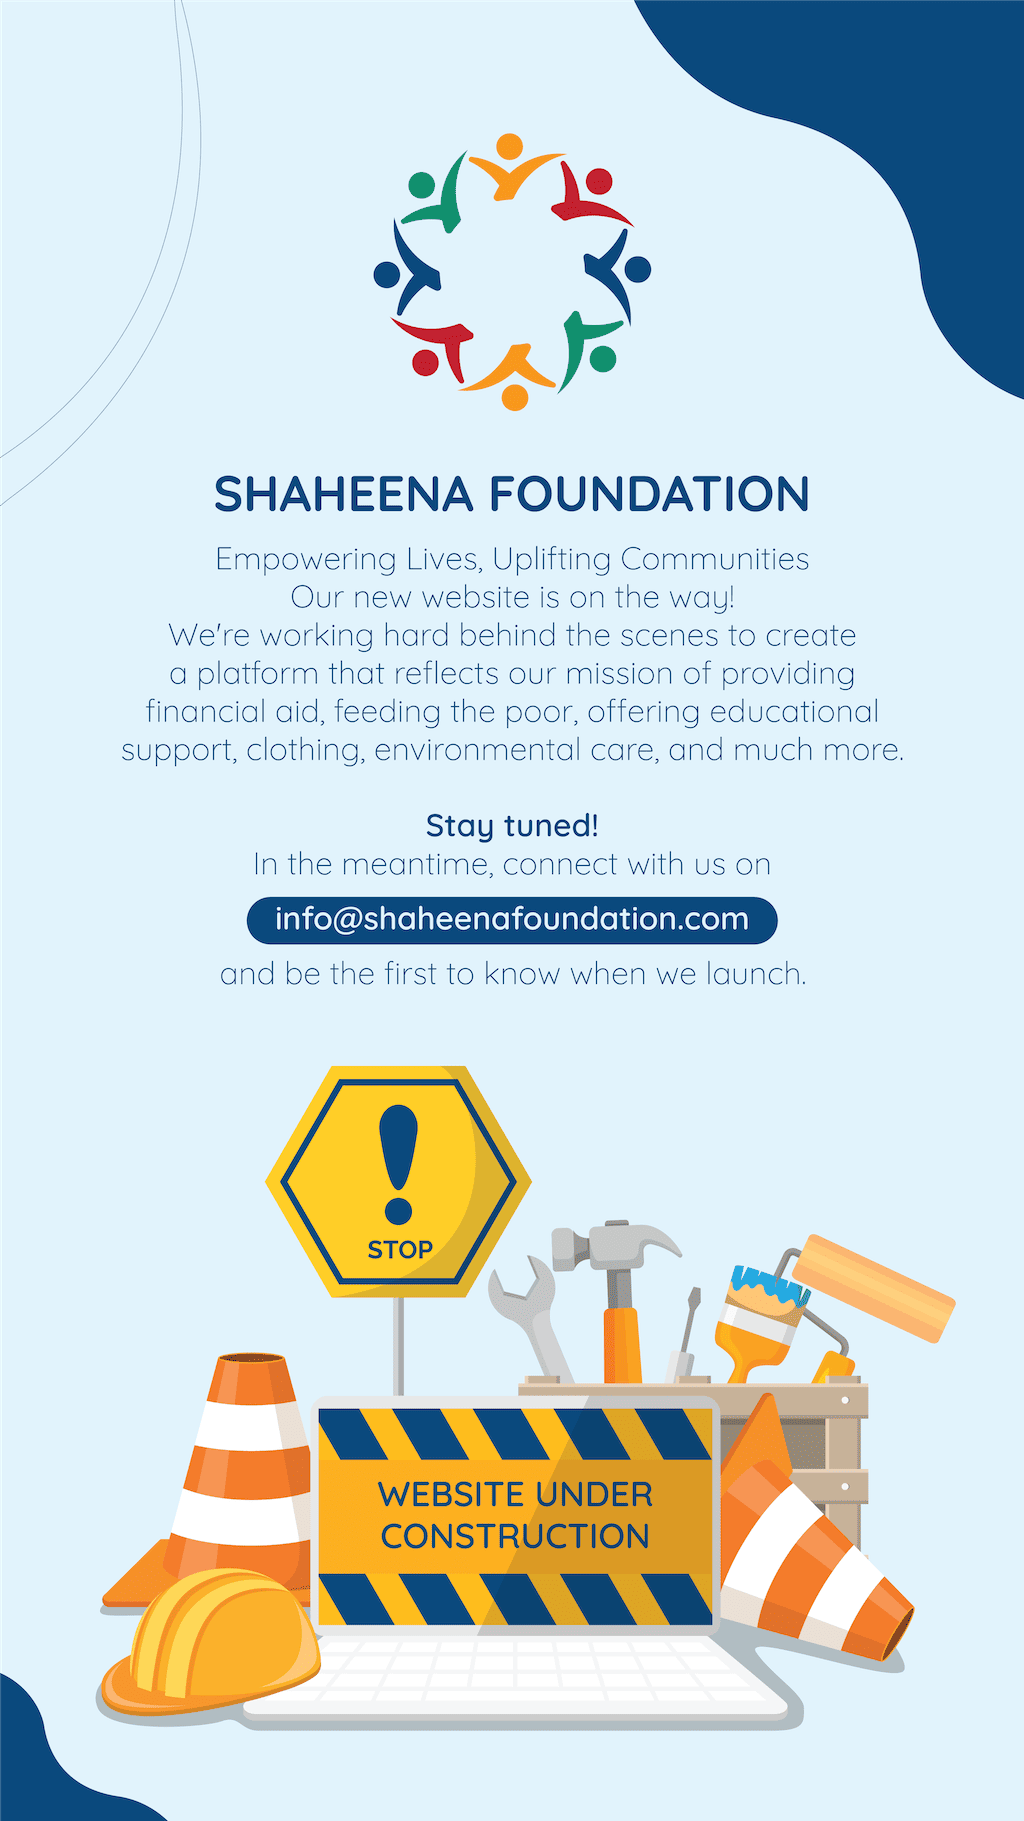 SHAHEENA FOUNDATION
Empowering Lives, Uplifting Communities
Our new website is on the way!
We're working hard behind the scenes to create
a platform that reflects our mission of providing
financial aid, feeding the poor, offering educational
support, clothing, environmental care, and much more.
Stay tuned!
In the meantime, connect with us on
info@shaheenafoundation.com
and be the first to know when we launch.
STOP
WEBSITE UNDER
CONSTRUCTION